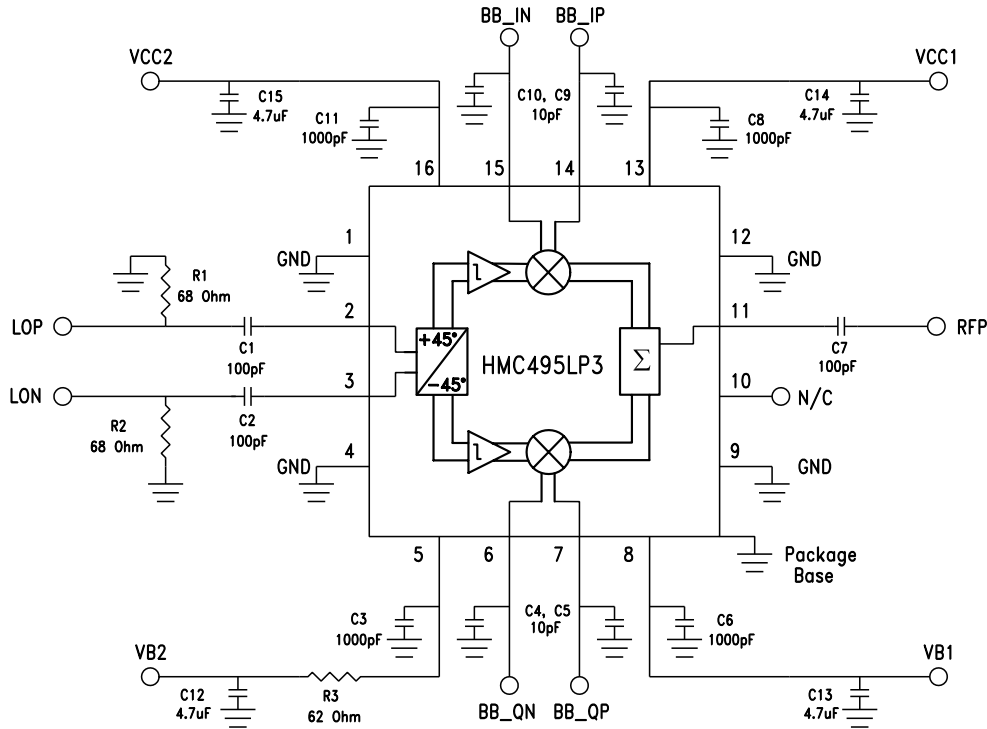 BB_IN BB_IP
VCC2
VCC1
C15
4.7uF
C11
1000pF
C10, C9
10pF
C14
4.7uF
C8
1000pF
16
15
14
13
1
GND
12
GND
R1
68 Ohm
LOP
2
C1
100pF
+45°
-45°
HMC495LP3
Σ
11
C7
100pF
RFP
LON
3
C2
100pF
10
N/C
R2
68 Ohm
4
GND
9
GND
5
6
7
8
Package
Base
C3
1000pF
C4, C5
10pF
C6
1000pF
VB2
VB1
C12
4.7uF
R3
62 Ohm
BB_QN BB_QP
C13
4.7uF